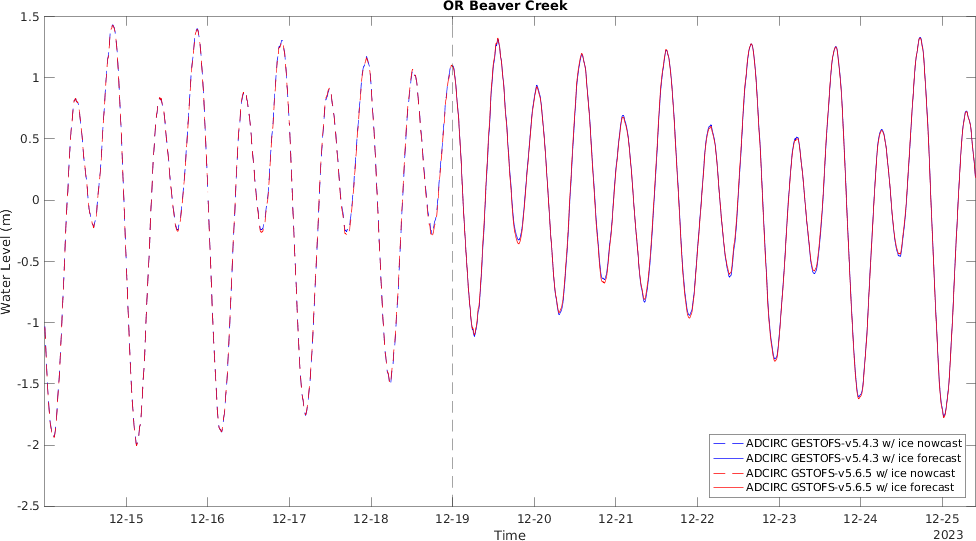 OR Beaver Creek
1.5
1
0.5
0
-0.5
-1
-1.5
-2
-2.5
Water Level (m)
ADCIRC GESTOFS-v5.4.3 w/ ice nowcast
ADCIRC GESTOFS-v5.4.3 w/ ice forecast
ADCIRC GSTOFS-v5.6.5 w/ ice nowcast
ADCIRC GSTOFS-v5.6.5 w/ ice forecast
12-15 12-16 12-17 12-18 12-19 12-20 12-21 12-22 12-23 12-24 12-25
Time
2023